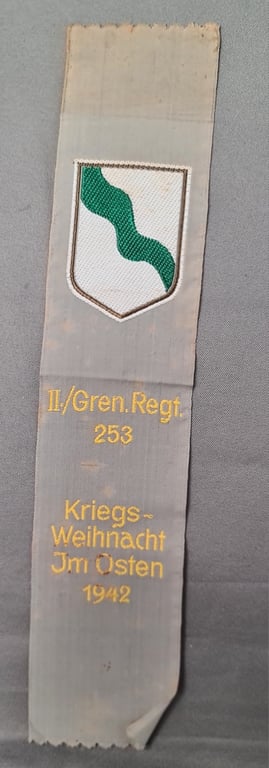 II./Gren. Regt.
253
Kriegs-
Weihnacht
Jm Osten
1942